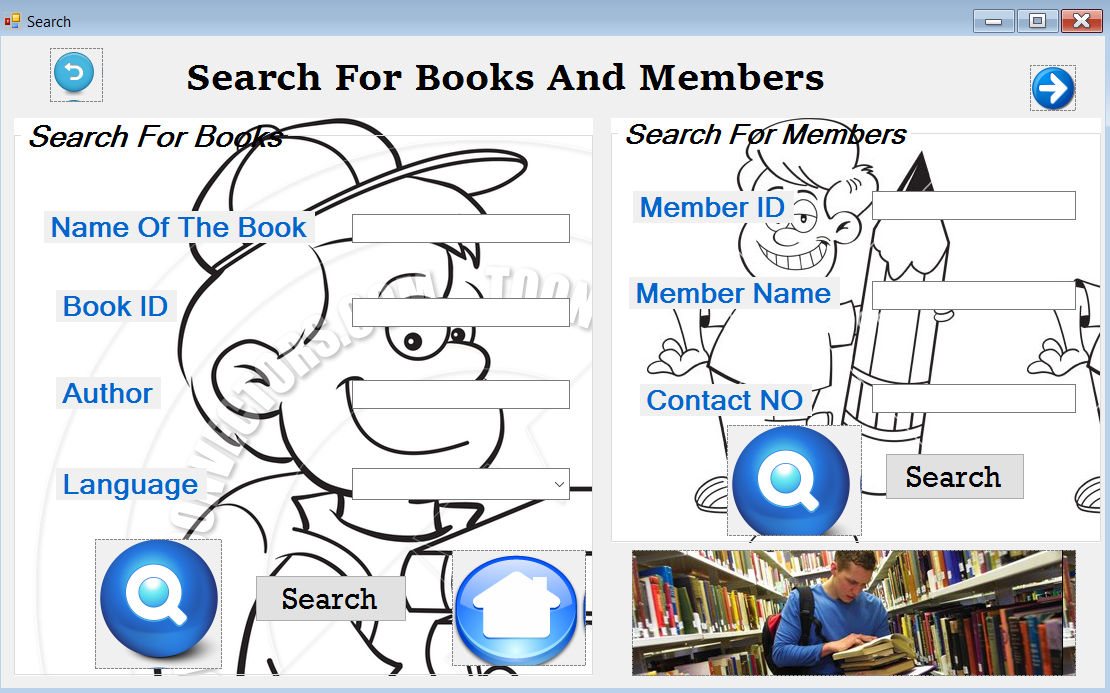 Search
Search For Books And Members
Search For Books
Name Of The Book
Book ID
Author
Language
Search
Search For Members
Member ID
Member Name
Contact NO
Search